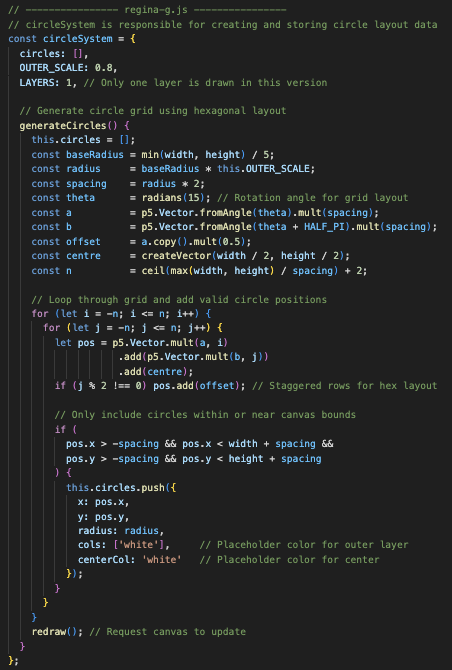 // ---------------- regina-g.js ----------------
// circleSystem is responsible for creating and storing circle layout data
const circleSystem = {
  circles: [],
  OUTER_SCALE: 0.8,
  LAYERS: 1, // Only one layer is drawn in this version

  // Generate circle grid using hexagonal layout
  generateCircles() {
    this.circles = [];
    const baseRadius = min(width, height) / 5;
    const radius     = baseRadius * this.OUTER_SCALE;
    const spacing    = radius * 2;
    const theta      = radians(15); // Rotation angle for grid layout
    const a          = p5.Vector.fromAngle(theta).mult(spacing);
    const b          = p5.Vector.fromAngle(theta + HALF_PI).mult(spacing);
    const offset     = a.copy().mult(0.5);
    const centre     = createVector(width / 2, height / 2);
    const n          = ceil(max(width, height) / spacing) + 2;

    // Loop through grid and add valid circle positions
    for (let i = -n; i <= n; i++) {
      for (let j = -n; j <= n; j++) {
        let pos = p5.Vector.mult(a, i)
                   .add(p5.Vector.mult(b, j))
                   .add(centre);
        if (j % 2 !== 0) pos.add(offset); // Staggered rows for hex layout

        // Only include circles within or near canvas bounds
        if (
          pos.x > -spacing && pos.x < width + spacing &&
          pos.y > -spacing && pos.y < height + spacing
        ) {
          this.circles.push({
            x: pos.x,
            y: pos.y,
            radius: radius,
            cols: ['white'],     // Placeholder color for outer layer
            centerCol: 'white'   // Placeholder color for center
          });
        }
      }
    }
    redraw(); // Request canvas to update
  }
};